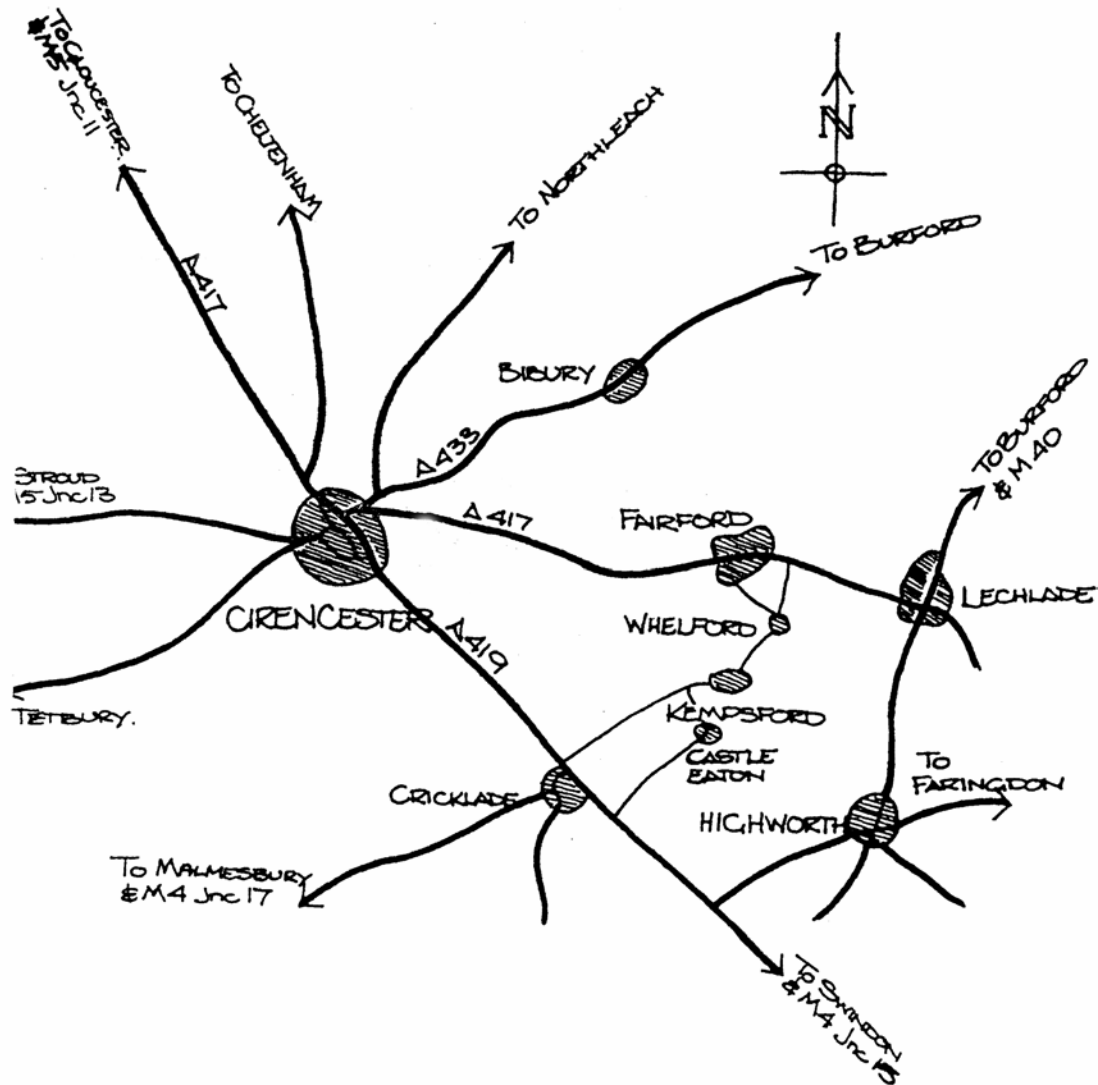 To GLOUCESTER.
& M5 Jnc 11
To CHELTENHAM
To NORTHLEACH
N
To BURFORD
A417
BIBURY
A433
To BURFORD
& M40
STROUD
15 Jnc 13
A417
FAIRFORD
LECHLADE
CIRENCESTER
A419
WHELFORD
TETBURY.
KEMPSFORD
CASTLE
EATON
CRICKLADE
To
FARINGDON
HIGHWORTH
To MALMESBURY
& M4 Jnc 17
To SWINDON
& M4 Jnc 15